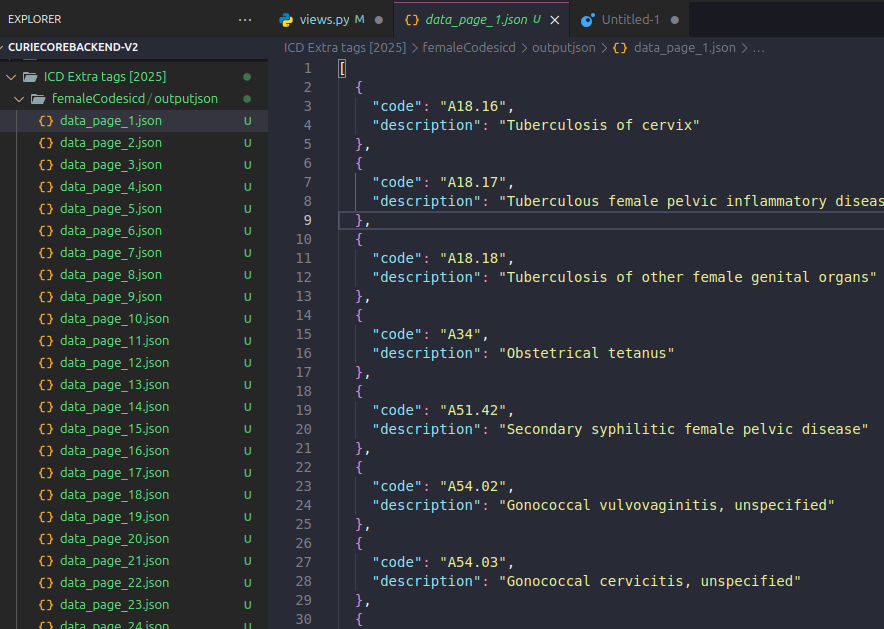 EXPLORER ...
views.py M ●
{} data_page_1.json U ×
Untitled-1 ●
CURIECOREBACKEND-V2
ICD Extra tags [2025] > femaleCodesicd > outputjson > {} data_page_1.json > ...
ICD Extra tags [2025]
femaleCodesicd / outputjson
{} data_page_1.json U
{} data_page_2.json U
{} data_page_3.json U
{} data_page_4.json U
{} data_page_5.json U
{} data_page_6.json U
{} data_page_7.json U
{} data_page_8.json U
{} data_page_9.json U
{} data_page_10.json U
{} data_page_11.json U
{} data_page_12.json U
{} data_page_13.json U
{} data_page_14.json U
{} data_page_15.json U
{} data_page_16.json U
{} data_page_17.json U
{} data_page_18.json U
{} data_page_19.json U
{} data_page_20.json U
{} data_page_21.json U
{} data_page_22.json U
{} data_page_23.json U
{} data_page_24.json U
1 [
2 {
3 "code": "A18.16",
4 "description": "Tuberculosis of cervix"
5 },
6 {
7 "code": "A18.17",
8 "description": "Tuberculous female pelvic inflammatory diseas
9 },
10 {
11 "code": "A18.18",
12 "description": "Tuberculosis of other female genital organs"
13 },
14 {
15 "code": "A34",
16 "description": "Obstetrical tetanus"
17 },
18 {
19 "code": "A51.42",
20 "description": "Secondary syphilitic female pelvic disease"
21 },
22 {
23 "code": "A54.02",
24 "description": "Gonococcal vulvovaginitis, unspecified"
25 },
26 {
27 "code": "A54.03",
28 "description": "Gonococcal cervicitis, unspecified"
29 },
30 {